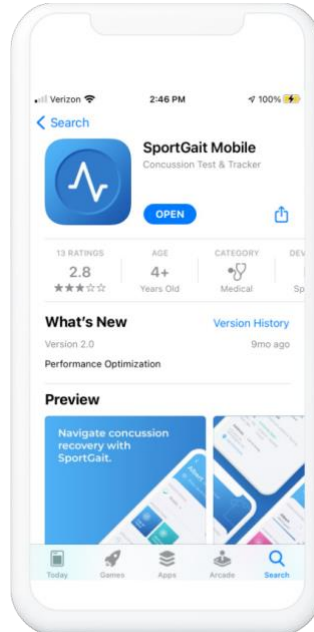 Verizon 2:46 PM 100%
Search
SportGait Mobile
Concussion Test & Tracker
OPEN
13 RATINGS AGE CATEGORY DEV
2.8 4+
Years Old Medical Sp
What's New Version History
Version 2.0 9mo ago
Performance Optimization
Preview
Navigate concussion
recovery with
SportGait.
Today Games Apps Arcade Search